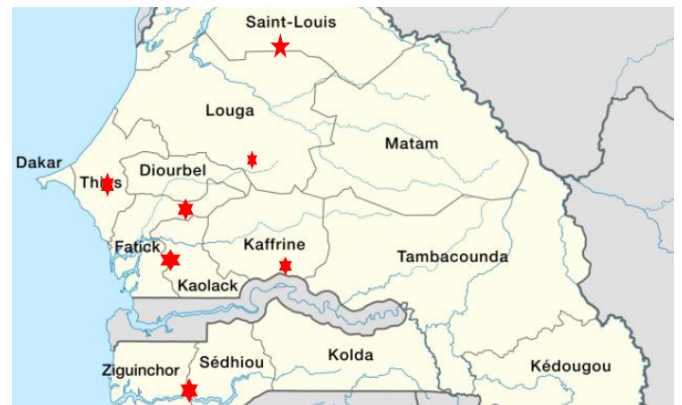 Saint-Louis
Louga
Matam
Dakar
Diourbel
Thiès
Fatick
Kaffrine
Tambacounda
Kaolack
Sédhiou
Kolda
Ziguinchor
Kédougou